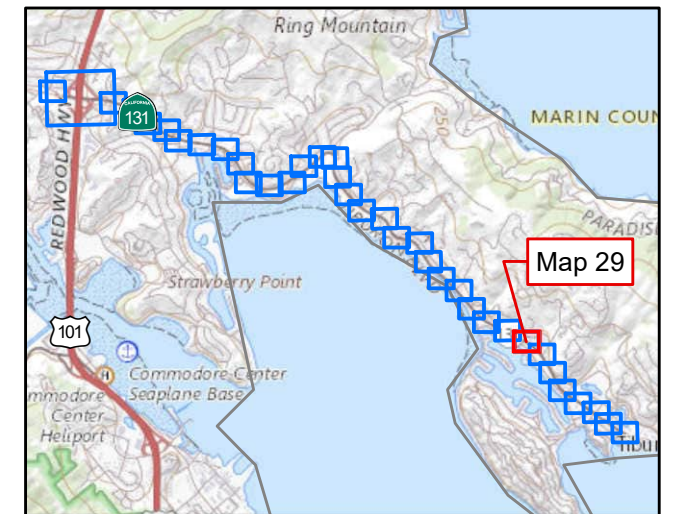 Ring Mountain
CALIFORNIA
131
MARIN COUN
REDWOOD HW
250
PARADIS
Map 29
Strawberry Point
101
Commodore Center
Seaplane Base
mmodore
Center
Heliport
Tibur